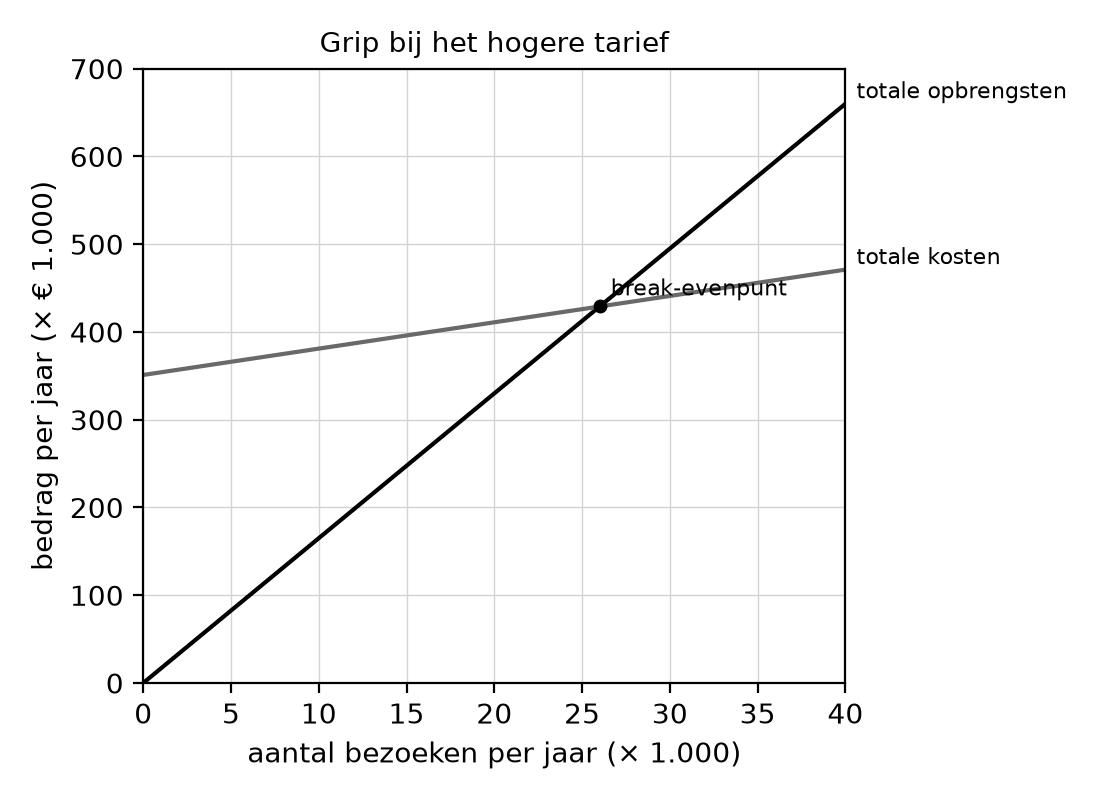 Grip bij het hogere tarief
700
600
500
400
300
200
100
0
bedrag per jaar (× € 1.000)
totale opbrengsten
totale kosten
break-evenpunt
0 5 10 15 20 25 30 35 40
aantal bezoeken per jaar (× 1.000)